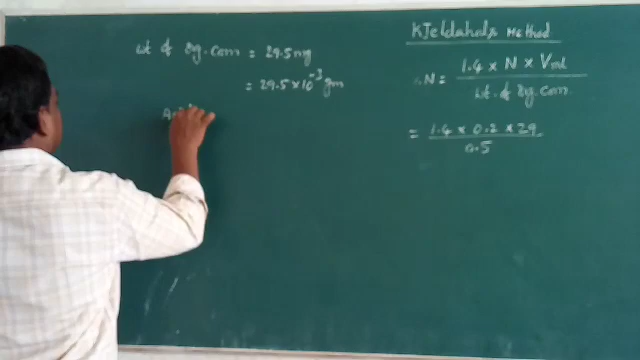 wt of Org.Com = 29.5 mg
= 29.5 × 10⁻³ gm
Kjeldahals Method
N = 1.4 × N × V ml
wt. of Org. com
= 1.4 × 0.2 × 29
0.5